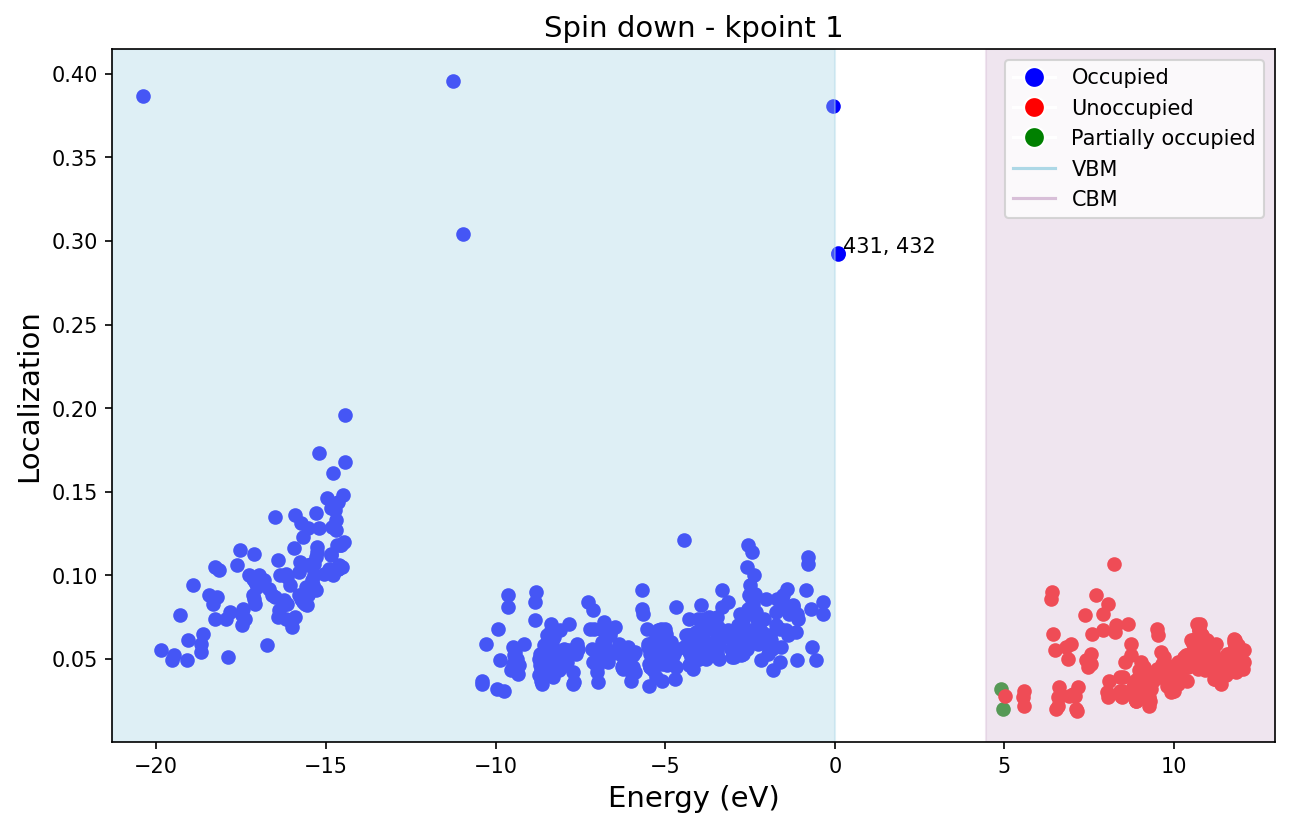 Spin down - kpoint 1
0.40
0.35
0.30
0.25
0.20
0.15
0.10
0.05
Localization
Occupied
Unoccupied
Partially occupied
VBM
CBM
431, 432
−20
−15
−10
−5
0
5
10
Energy (eV)